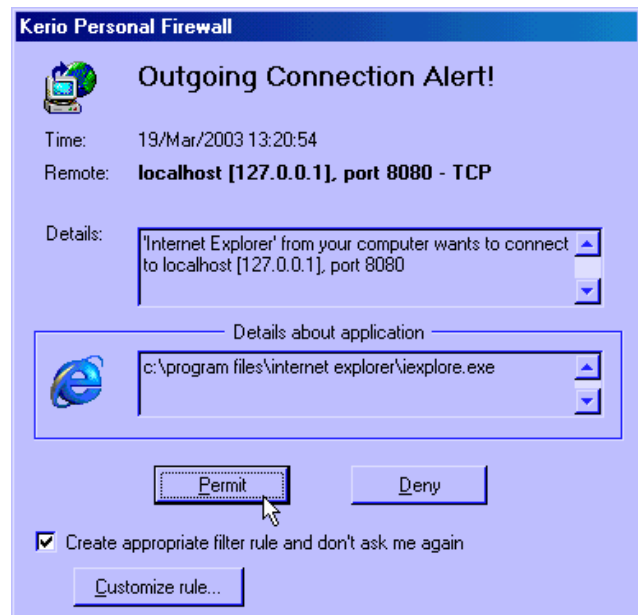 Kerio Personal Firewall
Outgoing Connection Alert!
Time: 19/Mar/2003 13:20:54
Remote: localhost [127.0.0.1], port 8080 - TCP
Details: 'Internet Explorer' from your computer wants to connect
to localhost [127.0.0.1], port 8080
Details about application
c:\program files\internet explorer\iexplore.exe
Permit Deny
Create appropriate filter rule and don't ask me again
Customize rule...